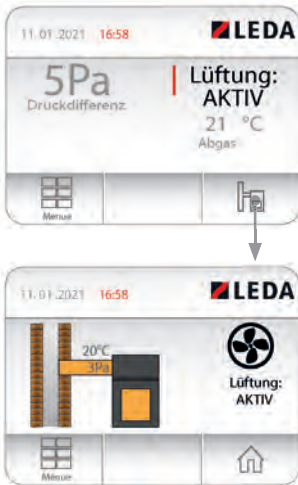 11.01.2021 16:58 LEDA
5Pa
Druckdifferenz
Lüftung:
AKTIV
21 °C
Abgas
Menue
11.01.2021 16:58 LEDA
20°C
3Pa
Lüftung:
AKTIV
Menue